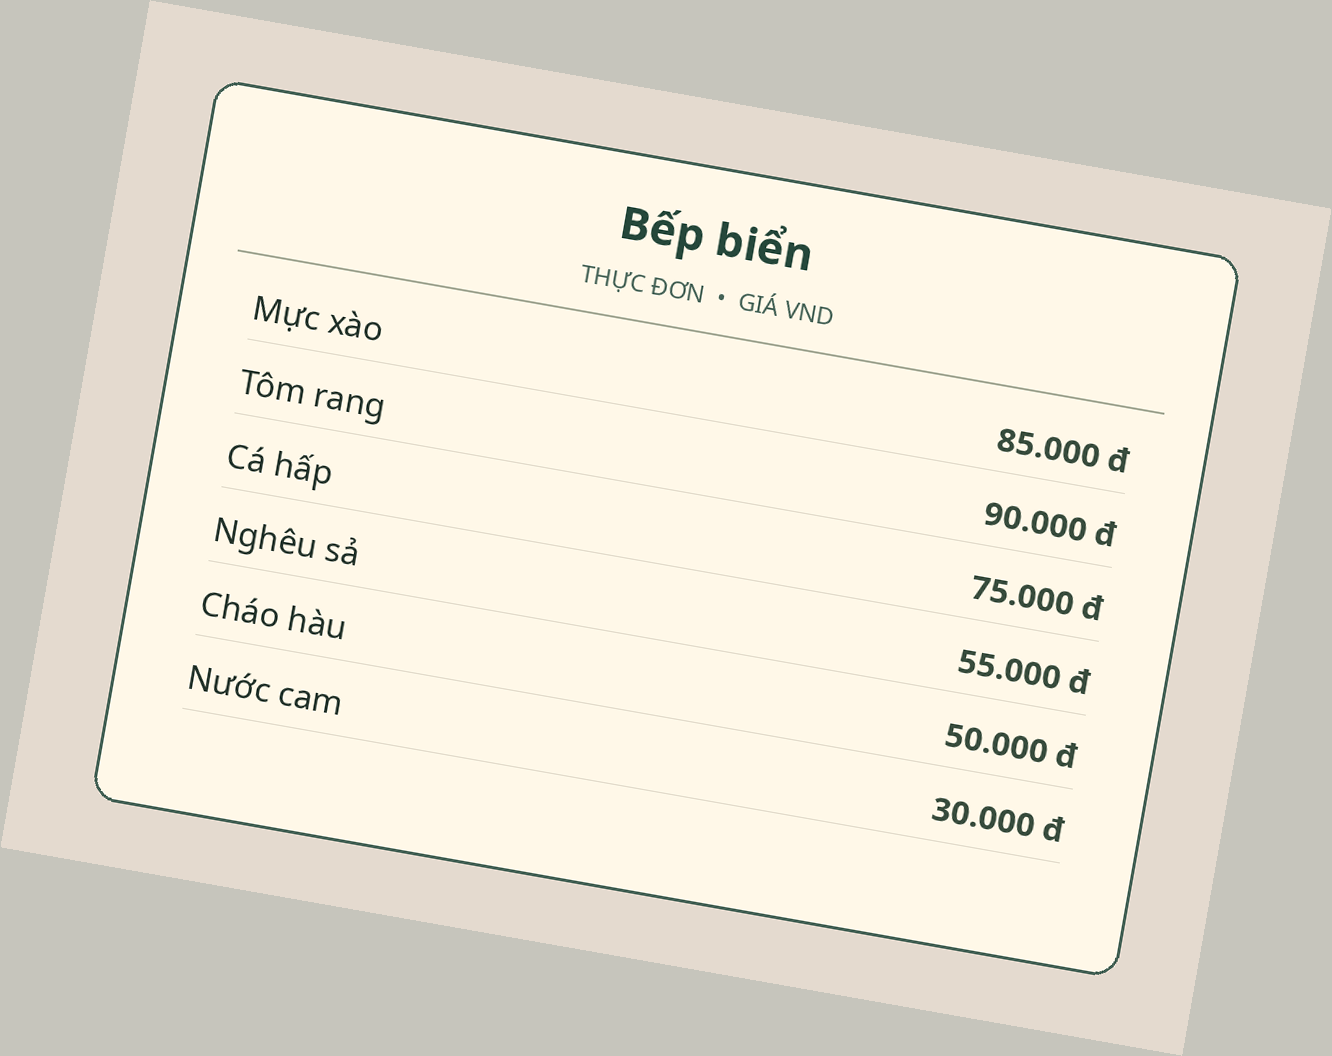 Bếp biển
THỰC ĐƠN • GIÁ VND
Mực xào 85.000 đ
Tôm rang 90.000 đ
Cá hấp 75.000 đ
Nghêu sả 55.000 đ
Cháo hàu 50.000 đ
Nước cam 30.000 đ